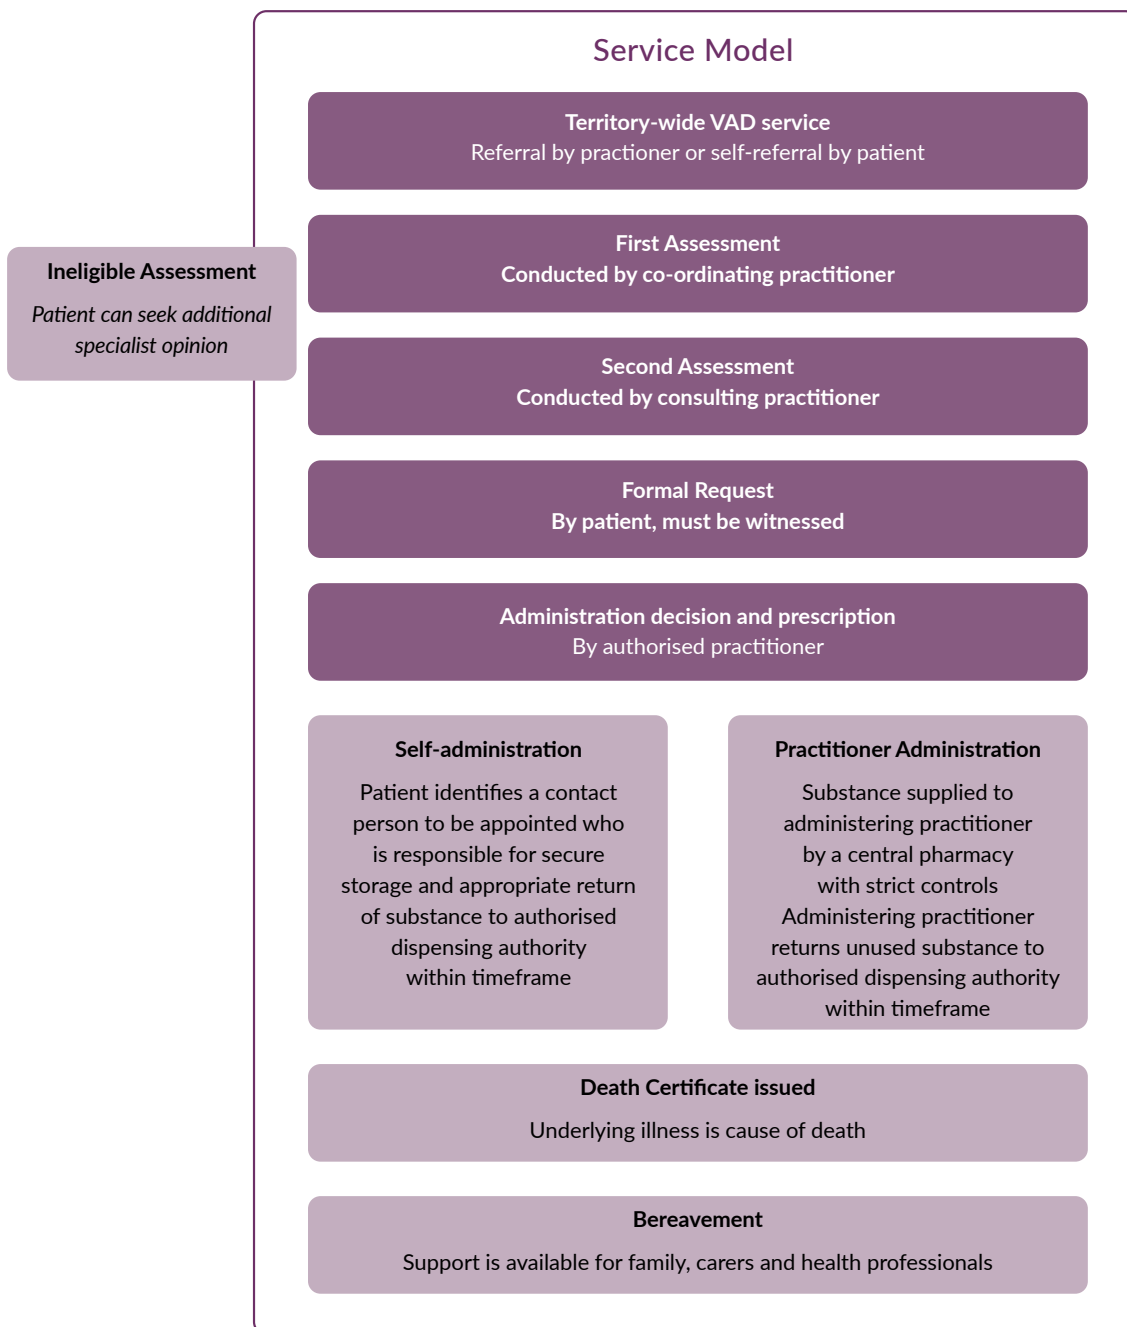 Service Model
Territory-wide VAD service
Referral by practioner or self-referral by patient
First Assessment
Conducted by co-ordinating practitioner
Ineligible Assessment
Patient can seek additional
specialist opinion
Second Assessment
Conducted by consulting practitioner
Formal Request
By patient, must be witnessed
Administration decision and prescription
By authorised practitioner
Self-administration
Patient identifies a contact
person to be appointed who
is responsible for secure
storage and appropriate return
of substance to authorised
dispensing authority
within timeframe
Practitioner Administration
Substance supplied to
administering practitioner
by a central pharmacy
with strict controls
Administering practitioner
returns unused substance to
authorised dispensing authority
within timeframe
Death Certificate issued
Underlying illness is cause of death
Bereavement
Support is available for family, carers and health professionals